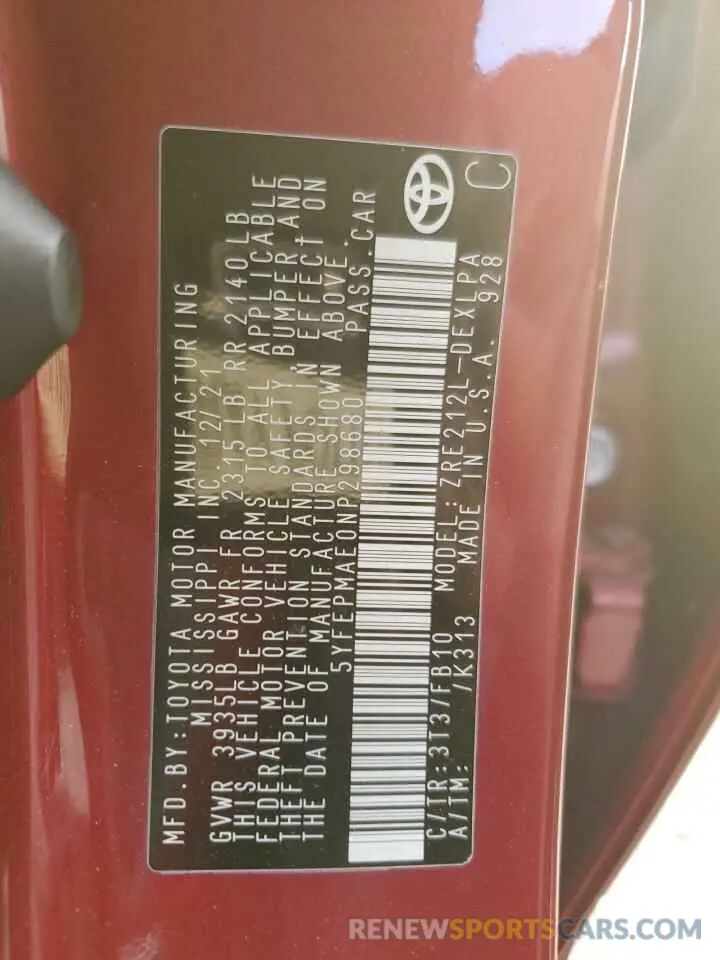 MFD.BY:TOYOTA MOTOR MANUFACTURING
MISSISSIPPI INC. 12/21
GVWR 3935LB GAWR FR 2315 LB RR 2140 LB
THIS VEHICLE CONFORMS TO ALL APPLICABLE
FEDERAL MOTOR VEHICLE SAFETY, BUMPER, AND
THEFT PREVENTION STANDARDS IN EFFECT ON
THE DATE OF MANUFACTURE SHOWN ABOVE.
5YFEPMAE0NP298680 PASS.CAR
C/TR:3T3/FB10 MODEL:ZRE212L-DEXLPA
A/TM: /K313 MADE IN U.S.A. 928
C
RENEWSPORTSCARS.COM